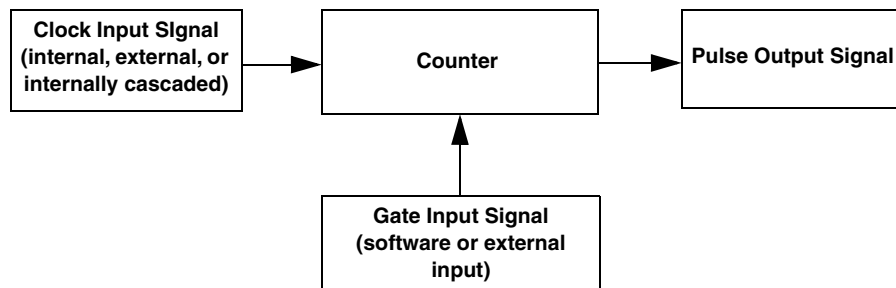 Clock Input SIgnal
(internal, external, or
internally cascaded)
Counter
Pulse Output Signal
Gate Input Signal
(software or external
input)